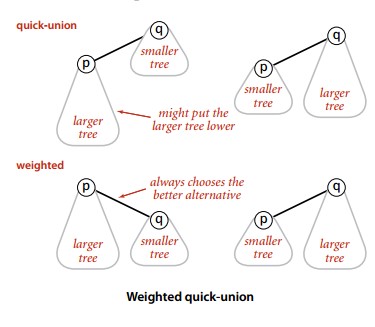 quick-union
q
smaller
tree
p
larger
tree
might put the
larger tree lower
q
p
smaller
tree
larger
tree
weighted
p
always chooses the
better alternative
q
larger
tree
smaller
tree
q
p
smaller
tree
larger
tree
Weighted quick-union